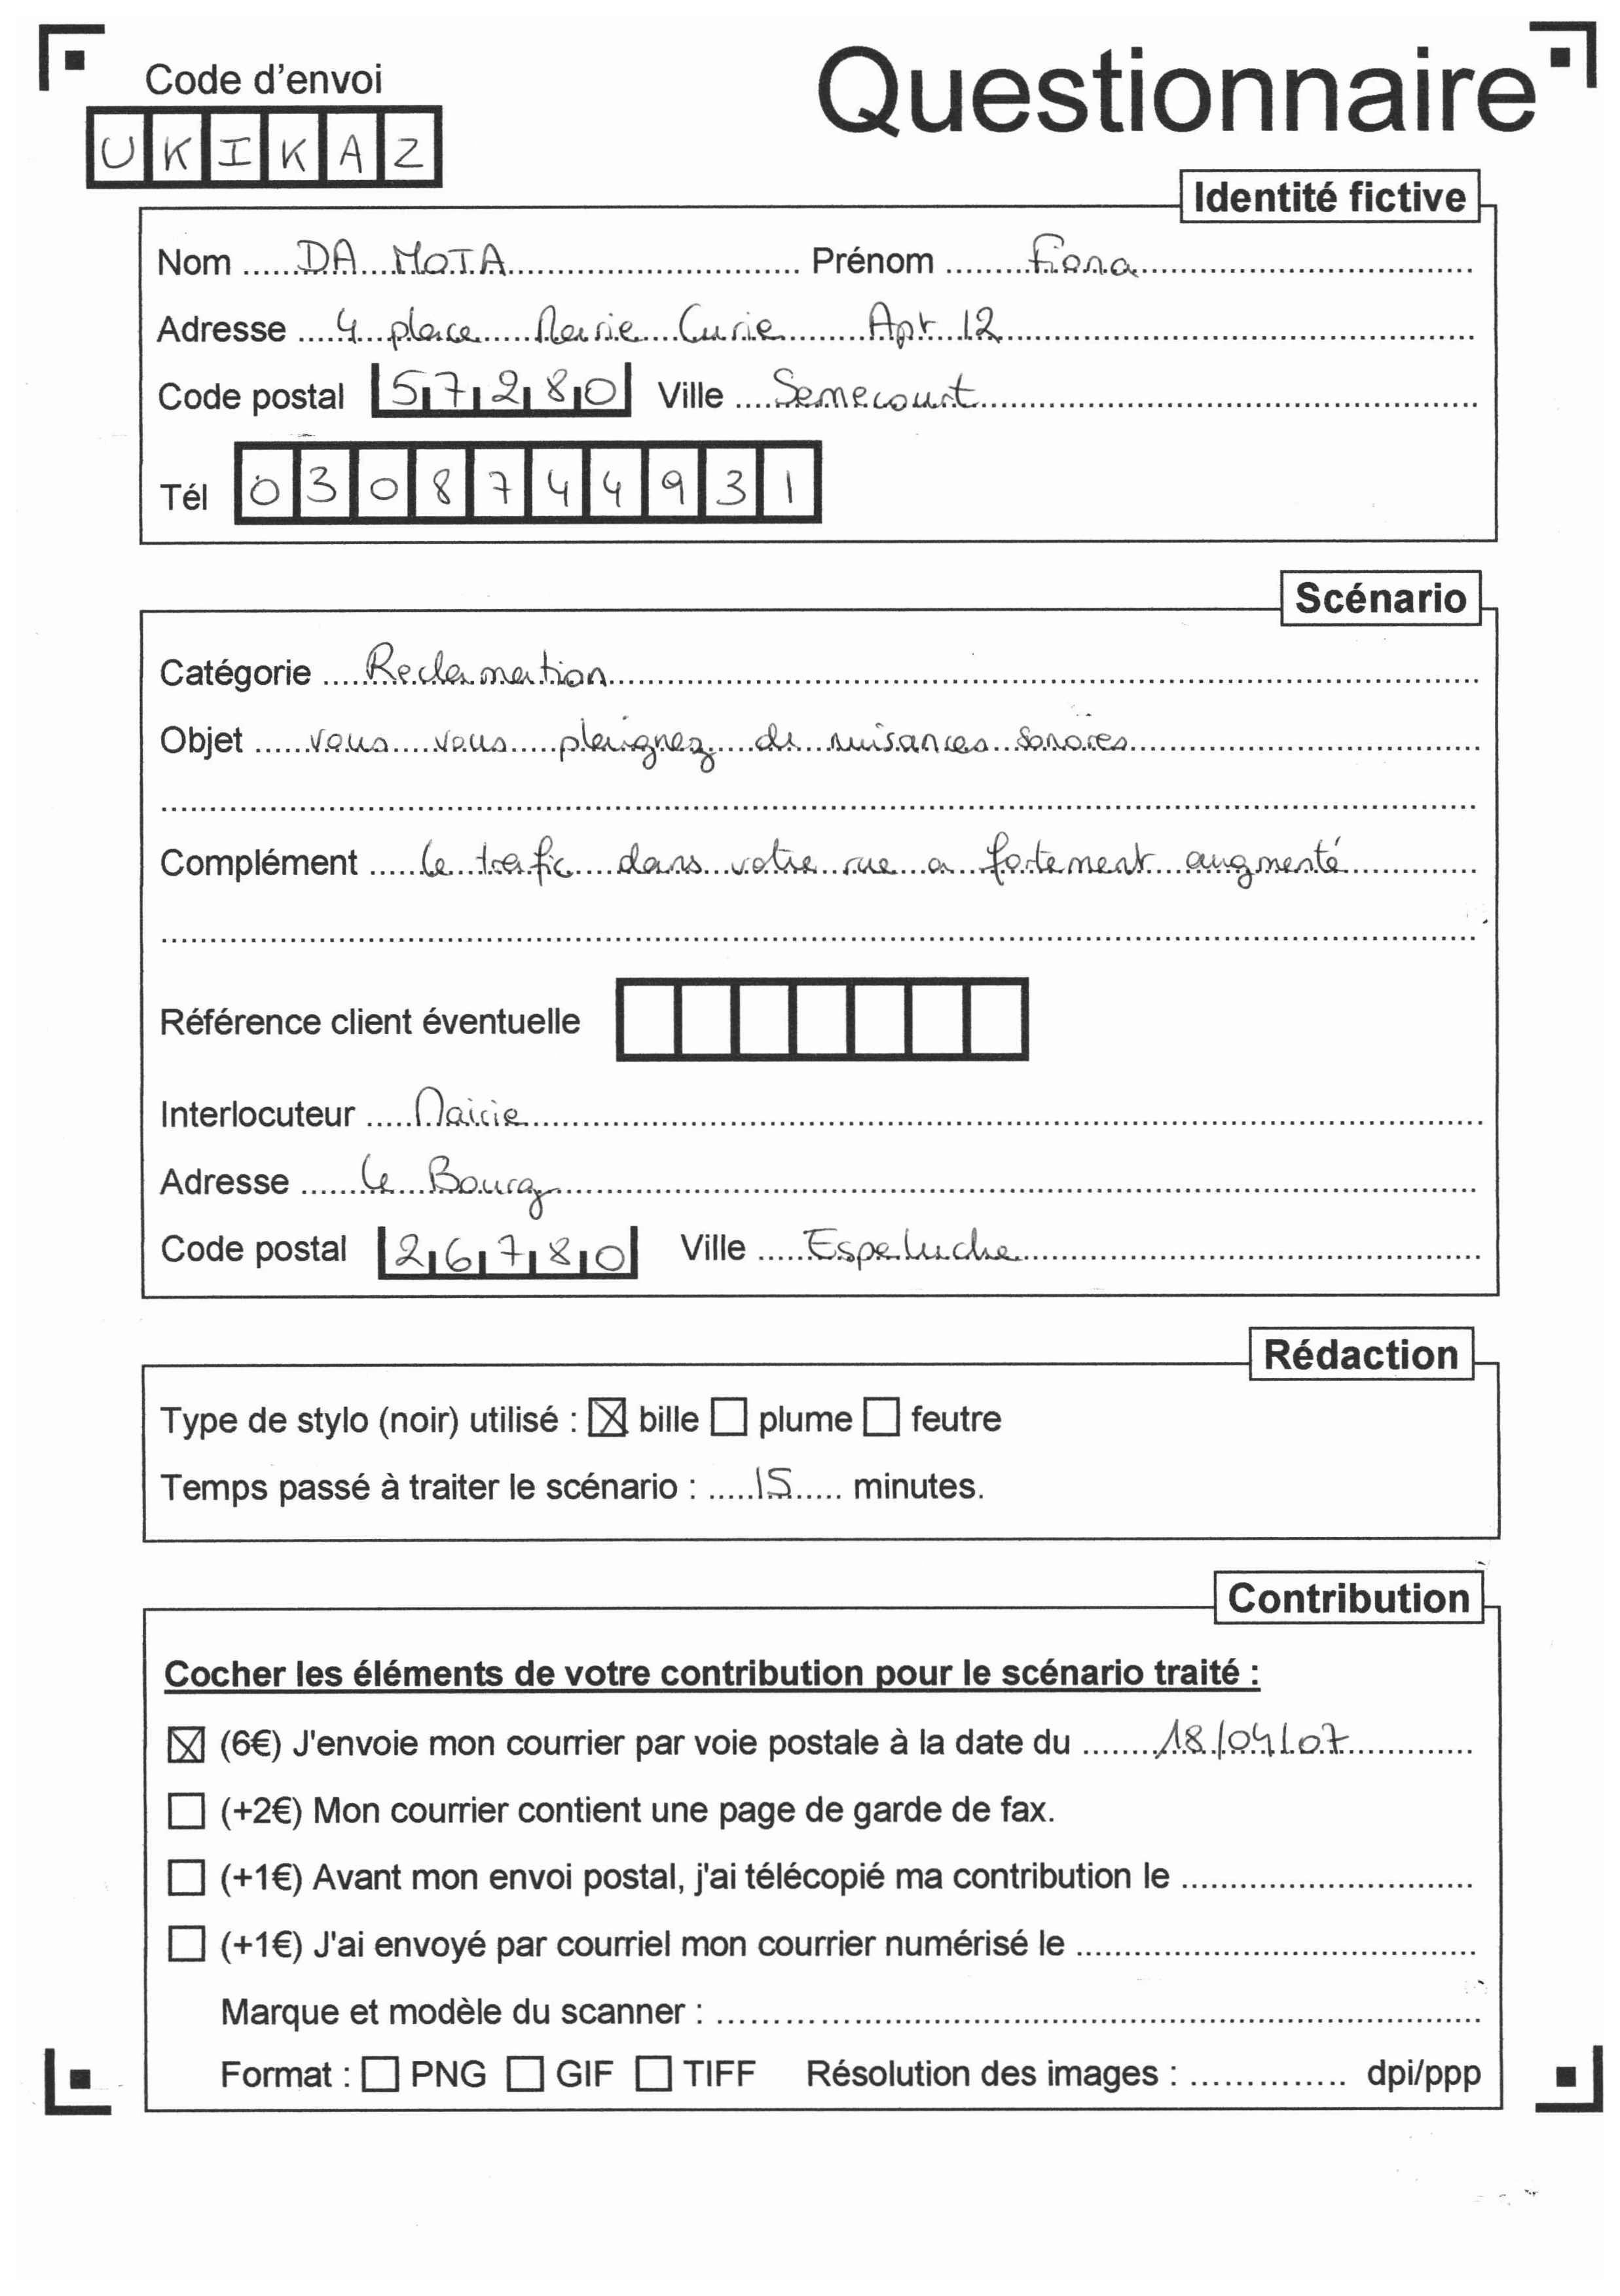 Code d'envoi
Questionnaire
UKIKAZ
Identité fictive
Nom DA MOTA Prénom Fiona
Adresse 4 place Marie Curie Apt 12
Code postal 57280 Ville Semecourt
Tél 0308744931
Scénario
Catégorie Reclamation
Objet vous vous plaignez de nuisances sonores
Complément le trafic dans votre rue a fortement augmenté
Référence client éventuelle
Interlocuteur Mairie
Adresse Le Bourg
Code postal 26780 Ville Espeluche
Rédaction
Type de stylo (noir) utilisé : ☒ bille ☐ plume ☐ feutre
Temps passé à traiter le scénario : 15 minutes.
Contribution
Cocher les éléments de votre contribution pour le scénario traité :
☒ (6€) J'envoie mon courrier par voie postale à la date du 18/04/07
☐ (+2€) Mon courrier contient une page de garde de fax.
☐ (+1€) Avant mon envoi postal, j'ai télécopié ma contribution le
☐ (+1€) J'ai envoyé par courriel mon courrier numérisé le
Marque et modèle du scanner :
Format : ☐ PNG ☐ GIF ☐ TIFF Résolution des images : dpi/ppp